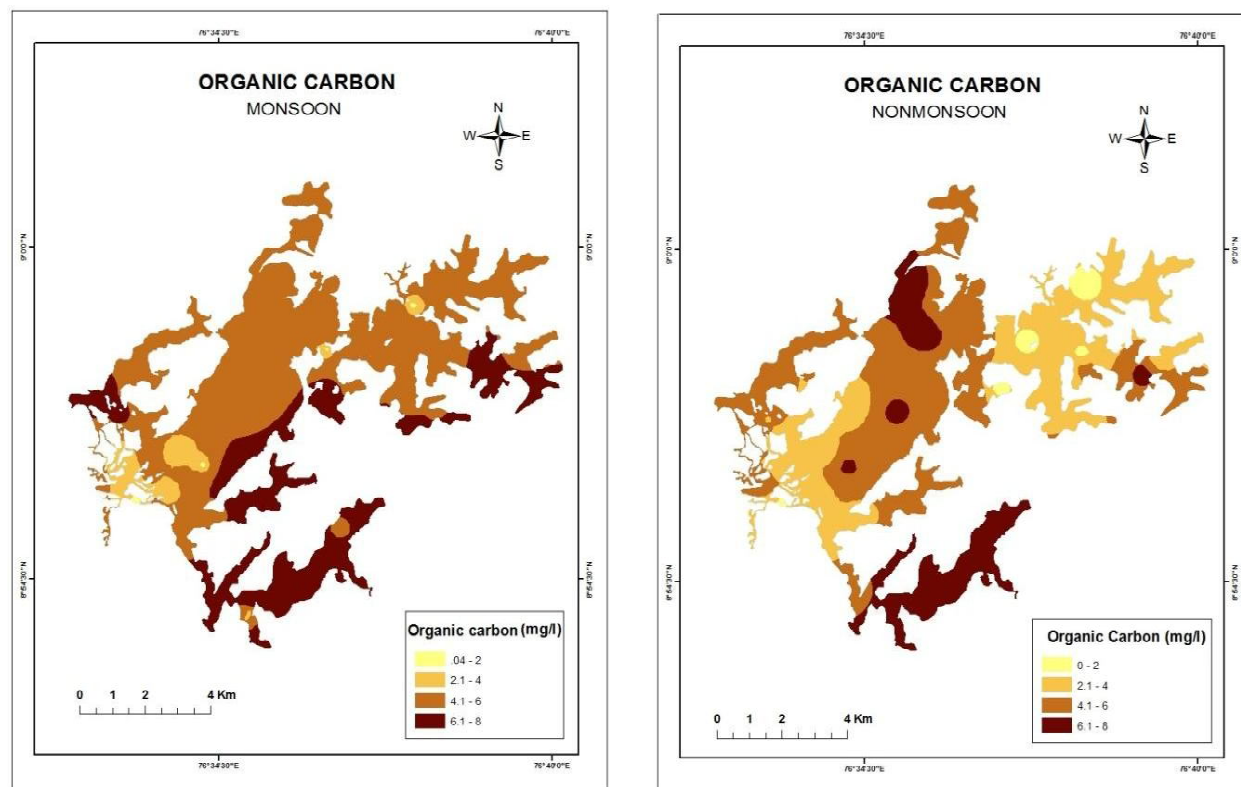 76°34'30"E 76°40'0"E
ORGANIC CARBON
MONSOON
N
W E
S
9°0'0"N 9°0'0"N
8°54'30"N 8°54'30"N
Organic carbon (mg/l)
.04 - 2
2.1 - 4
4.1 - 6
6.1 - 8
0 1 2 4 Km
76°34'30"E 76°40'0"E
76°34'30"E 76°40'0"E
ORGANIC CARBON
NONMONSOON
N
W E
S
9°0'0"N 9°0'0"N
8°54'30"N 8°54'30"N
Organic Carbon (mg/l)
0 - 2
2.1 - 4
4.1 - 6
6.1 - 8
0 1 2 4 Km
76°34'30"E 76°40'0"E